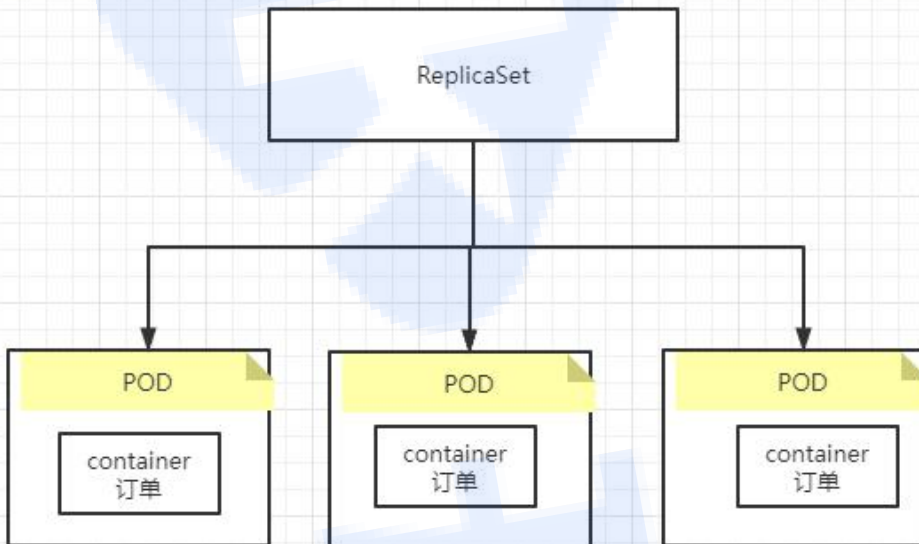 ReplicaSet
POD
POD
POD
container
订单
container
订单
container
订单